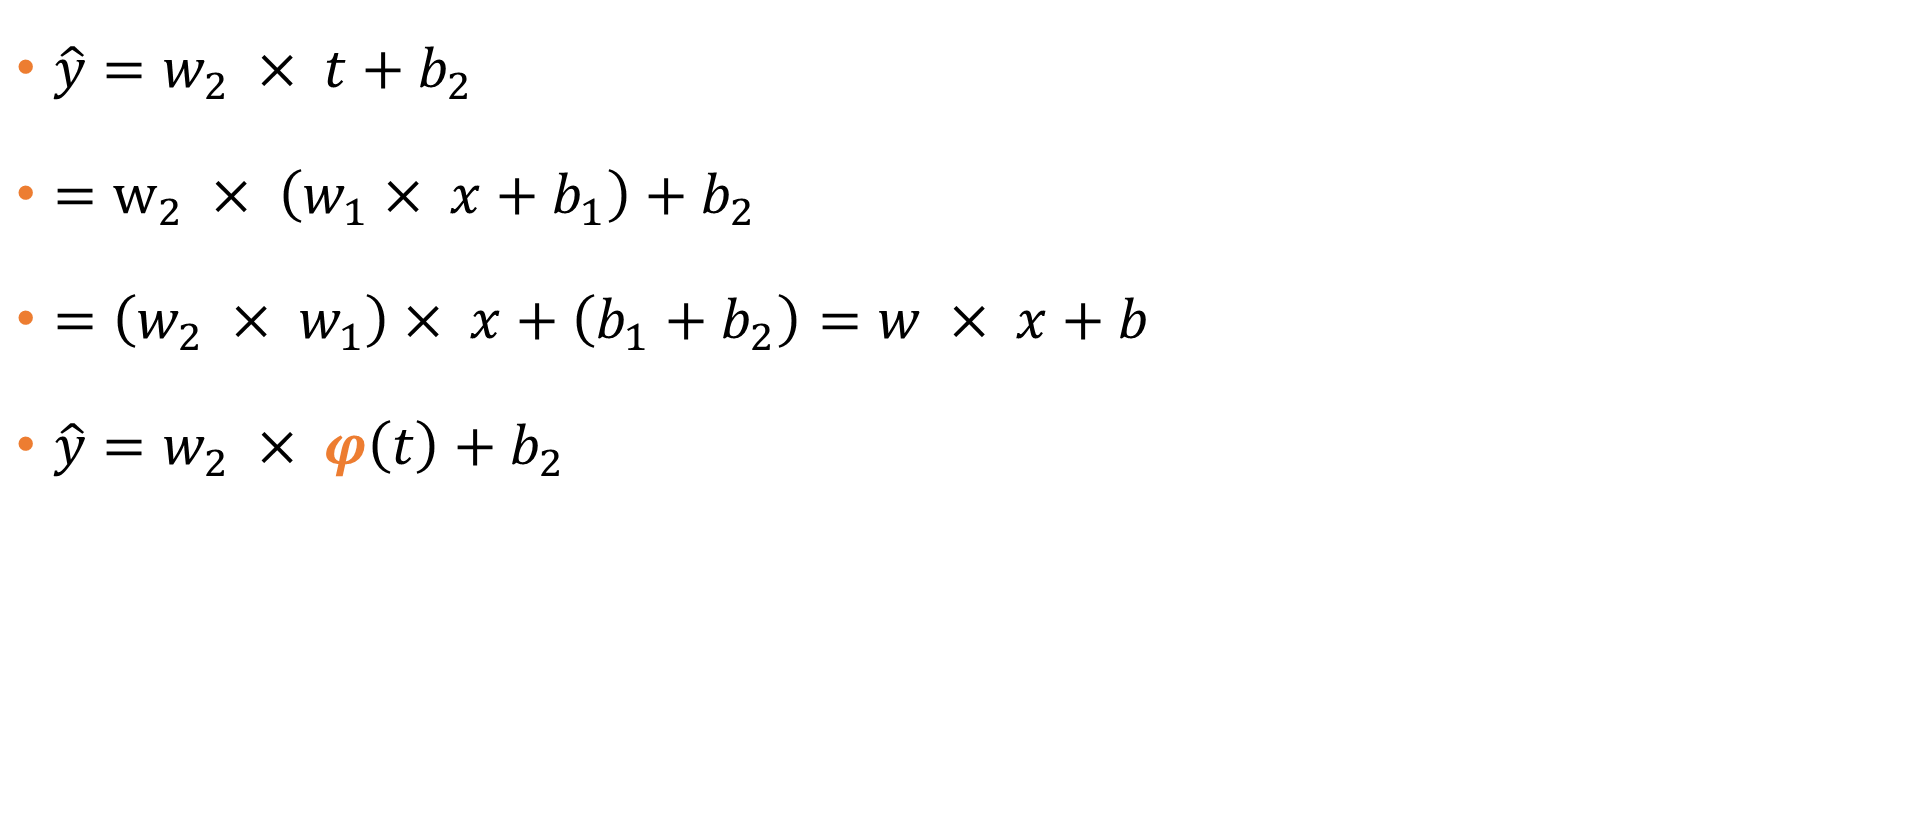 • ŷ = w₂ × t + b₂
• = w₂ × (w₁ × x + b₁) + b₂
• = (w₂ × w₁) × x + (b₁ + b₂) = w × x + b
• ŷ = w₂ × φ(t) + b₂